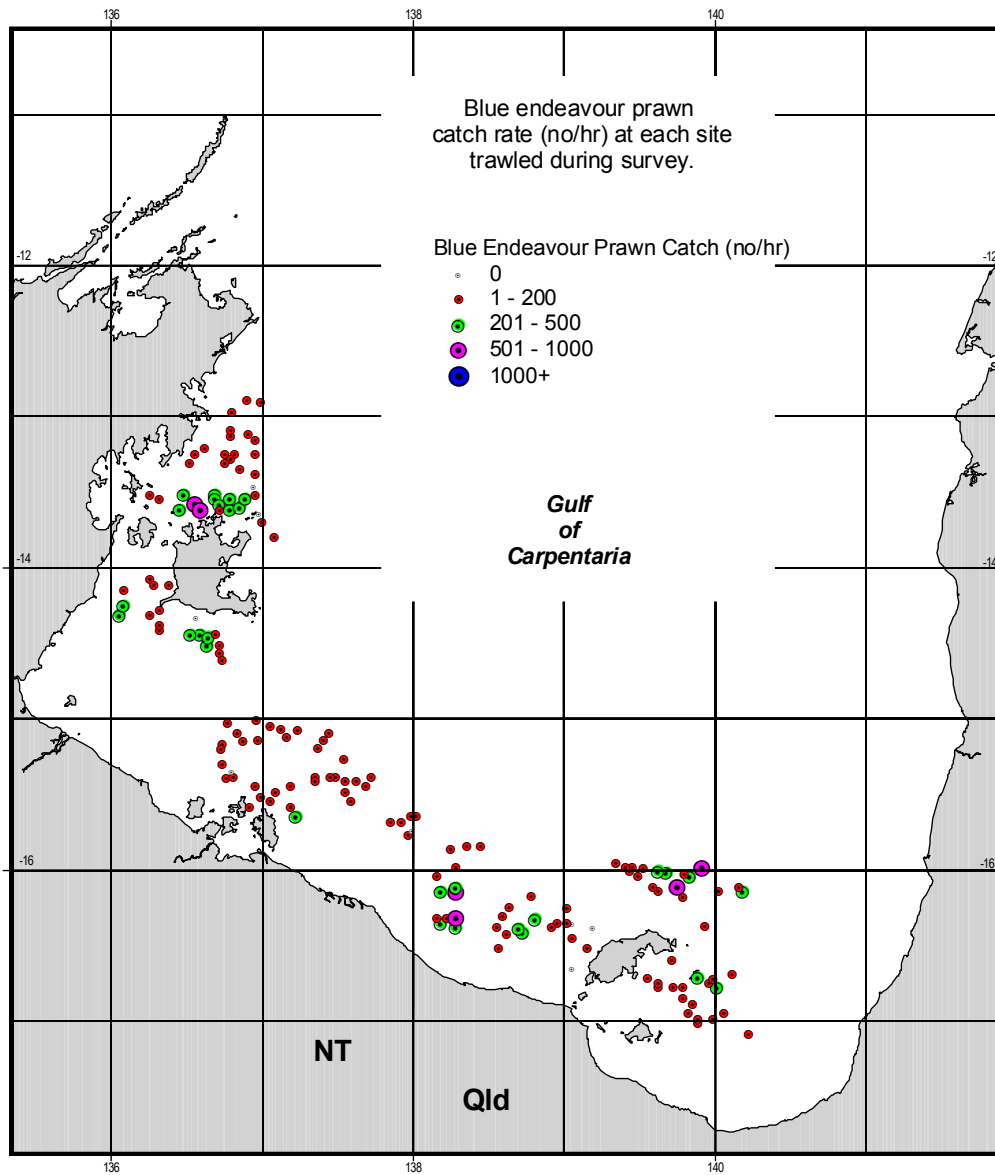 136 138 140
Blue endeavour prawn
catch rate (no/hr) at each site
trawled during survey.
Blue Endeavour Prawn Catch (no/hr)
0
1 - 200
201 - 500
501 - 1000
1000+
-12 -12
Gulf
of
Carpentaria
-14 -14
-16 -16
NT
Qld
136 138 140